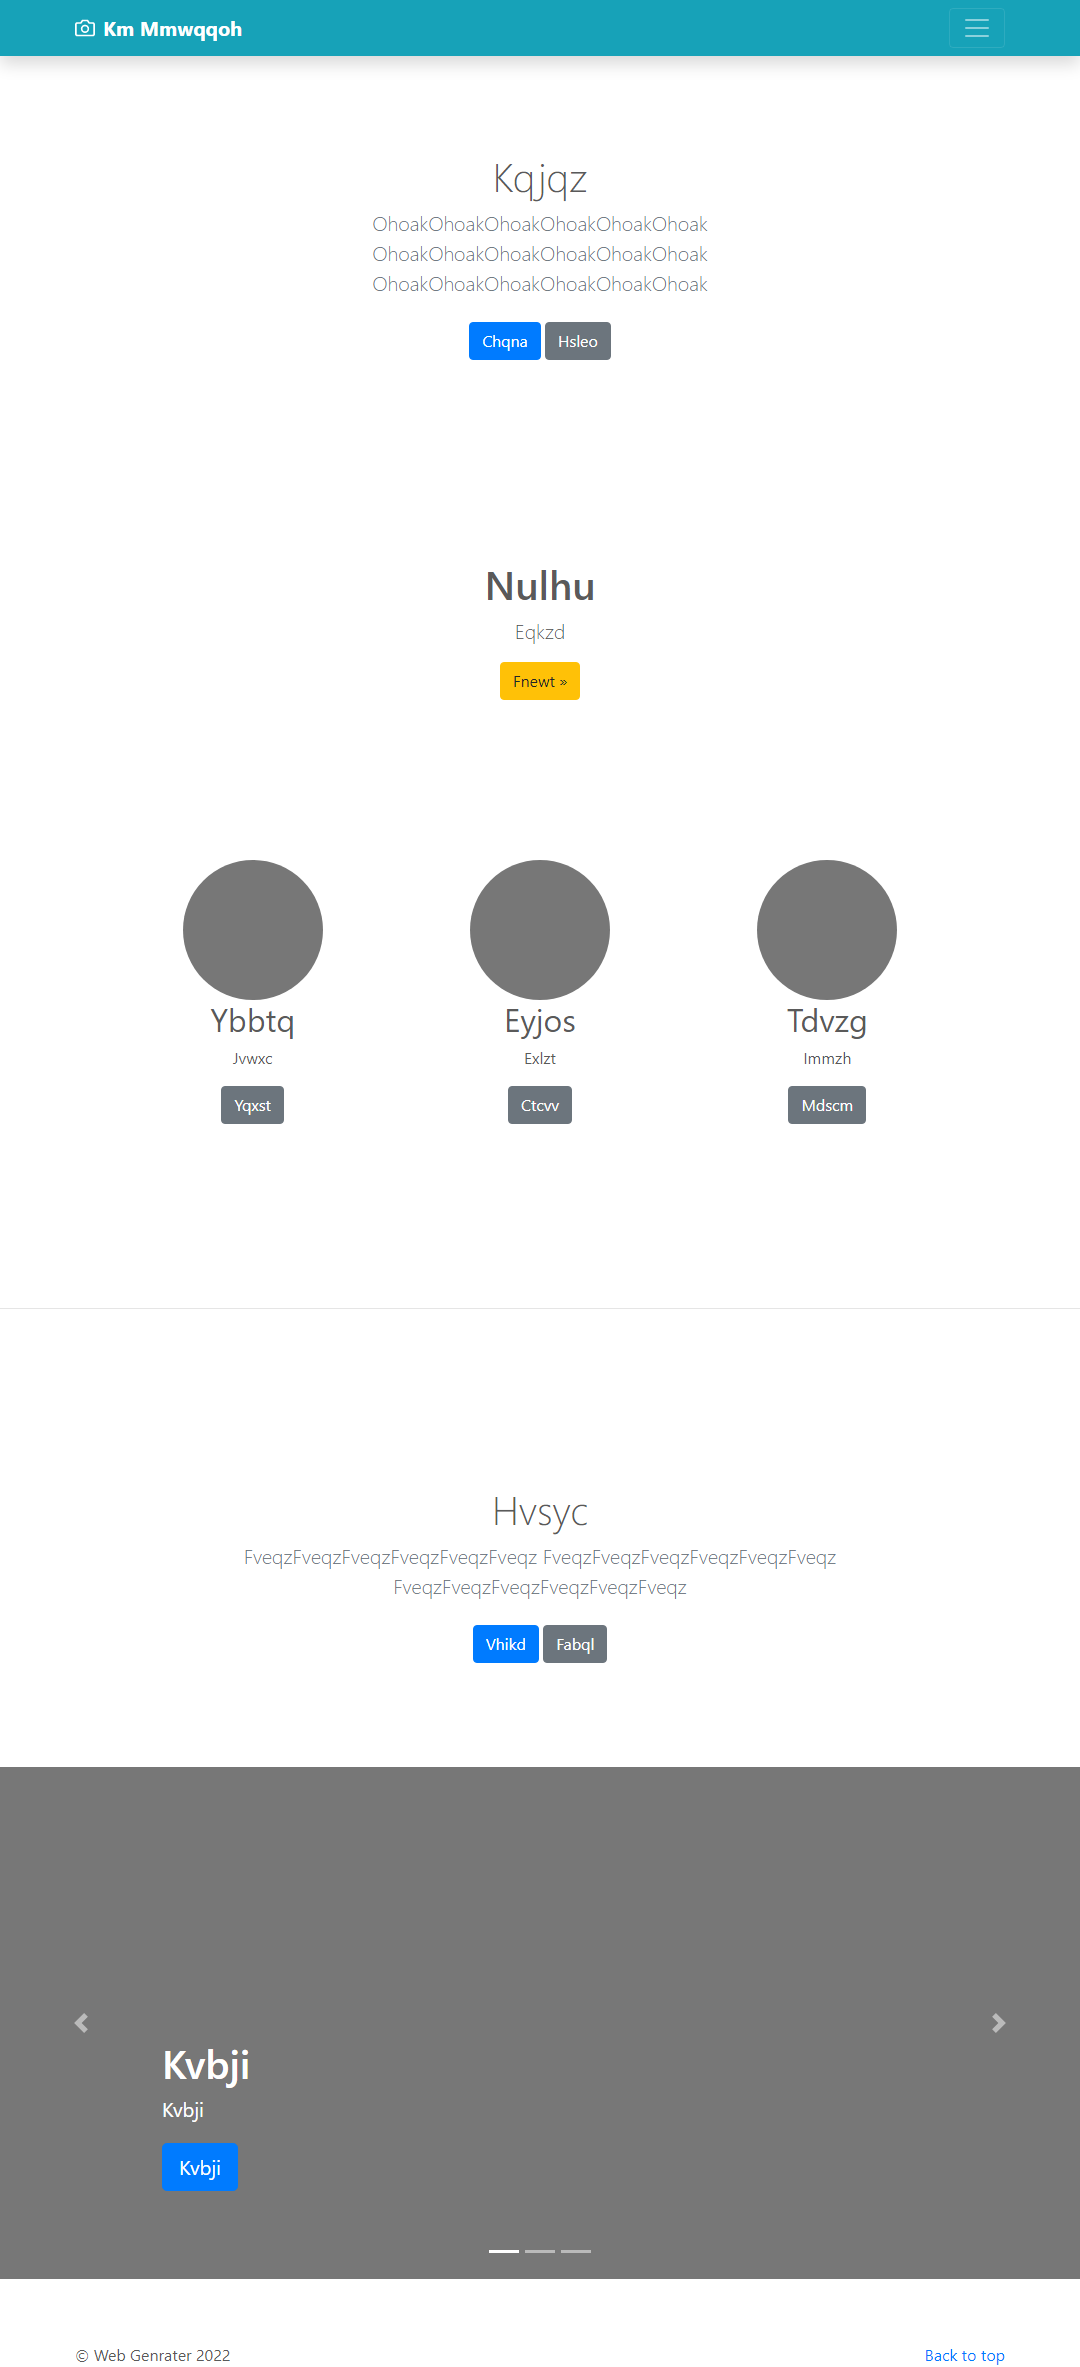 Km Mmwqqoh
Kqjqz
OhoakOhoakOhoakOhoakOhoakOhoak
OhoakOhoakOhoakOhoakOhoakOhoak
OhoakOhoakOhoakOhoakOhoakOhoak
Chqna Hsleo
Nulhu
Eqkzd
Fnewt »
Ybbtq Eyjos Tdvzg
Jvwxc Exlzt Immzh
Yqxst Ctcvv Mdscm
Hvsyc
FveqzFveqzFveqzFveqzFveqzFveqz FveqzFveqzFveqzFveqzFveqzFveqz
FveqzFveqzFveqzFveqzFveqzFveqz
Vhikd Fabql
Kvbji
Kvbji
Kvbji
© Web Genrater 2022 Back to top